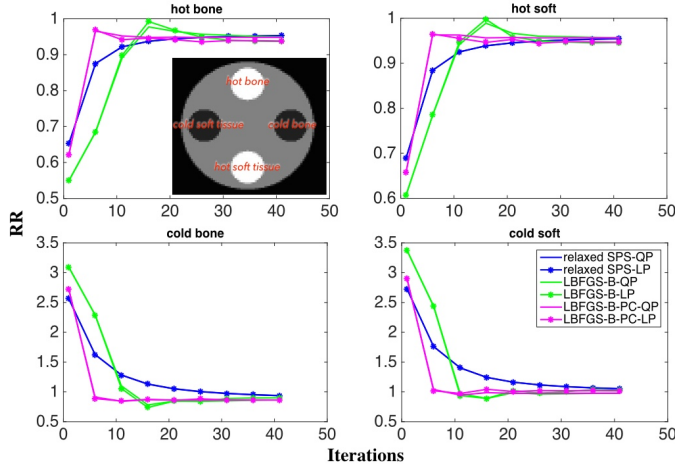 hot bone
hot soft
1
0.9
0.8
0.7
0.6
0.5
0 10 20 30 40 50
hot bone
cold soft tissue
cold bone
hot soft tissue
1
0.9
0.8
0.7
0.6
0 10 20 30 40 50
RR
cold bone
cold soft
3.5
3
2.5
2
1.5
1
0.5
0 10 20 30 40 50
3.5
3
2.5
2
1.5
1
0.5
0 10 20 30 40 50
relaxed SPS-QP
relaxed SPS-LP
LBFGS-B-QP
LBFGS-B-LP
LBFGS-B-PC-QP
LBFGS-B-PC-LP
Iterations